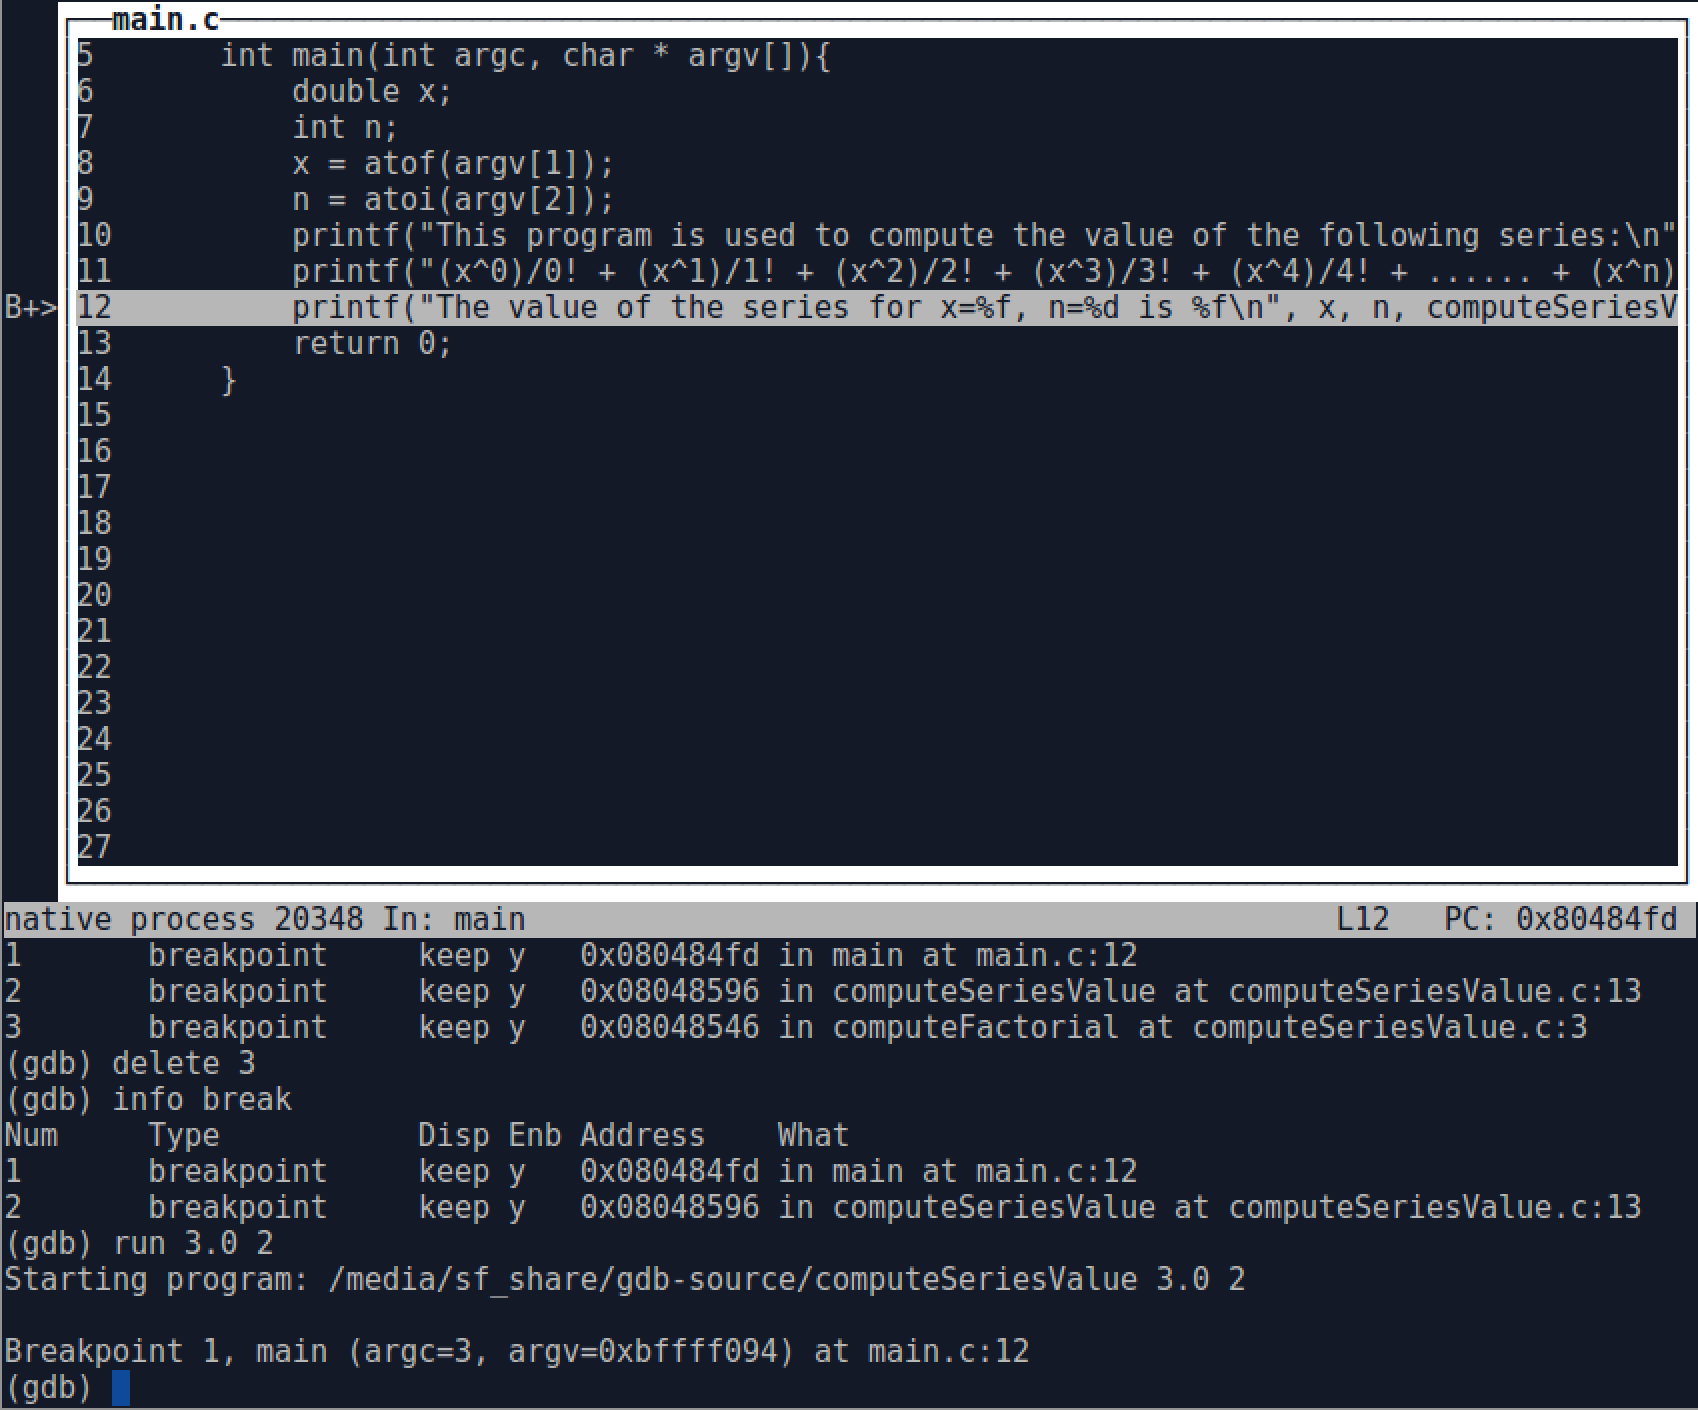 main.c
5       int main(int argc, char * argv[]){
6           double x;
7           int n;
8           x = atof(argv[1]);
9           n = atoi(argv[2]);
10          printf("This program is used to compute the value of the following series:\n"
11          printf("(x^0)/0! + (x^1)/1! + (x^2)/2! + (x^3)/3! + (x^4)/4! + ...... + (x^n)
B+> 12          printf("The value of the series for x=%f, n=%d is %f\n", x, n, computeSeriesV
13          return 0;
14      }
15
16
17
18
19
20
21
22
23
24
25
26
27
native process 20348 In: main                                             L12   PC: 0x80484fd
1       breakpoint     keep y   0x080484fd in main at main.c:12
2       breakpoint     keep y   0x08048596 in computeSeriesValue at computeSeriesValue.c:13
3       breakpoint     keep y   0x08048546 in computeFactorial at computeSeriesValue.c:3
(gdb) delete 3
(gdb) info break
Num     Type           Disp Enb Address    What
1       breakpoint     keep y   0x080484fd in main at main.c:12
2       breakpoint     keep y   0x08048596 in computeSeriesValue at computeSeriesValue.c:13
(gdb) run 3.0 2
Starting program: /media/sf_share/gdb-source/computeSeriesValue 3.0 2
Breakpoint 1, main (argc=3, argv=0xbffff094) at main.c:12
(gdb)